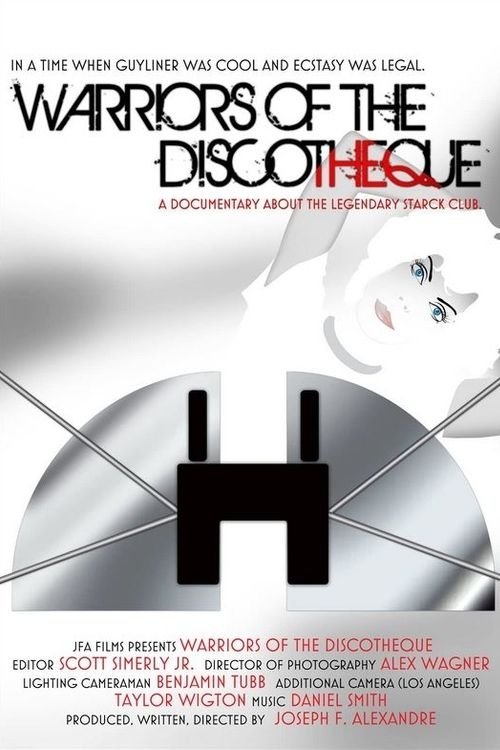 IN A TIME WHEN GUYLINER WAS COOL AND ECSTASY WAS LEGAL.
WARRIORS OF THE
DISCOTHEQUE
A DOCUMENTARY ABOUT THE LEGENDARY STARCK CLUB.
JFA FILMS PRESENTS WARRIORS OF THE DISCOTHEQUE
EDITOR SCOTT SIMERLY JR. DIRECTOR OF PHOTOGRAPHY ALEX WAGNER
LIGHTING CAMERAMAN BENJAMIN TUBB ADDITIONAL CAMERA (LOS ANGELES)
TAYLOR WIGTON MUSIC DANIEL SMITH
PRODUCED, WRITTEN, DIRECTED BY JOSEPH F. ALEXANDRE